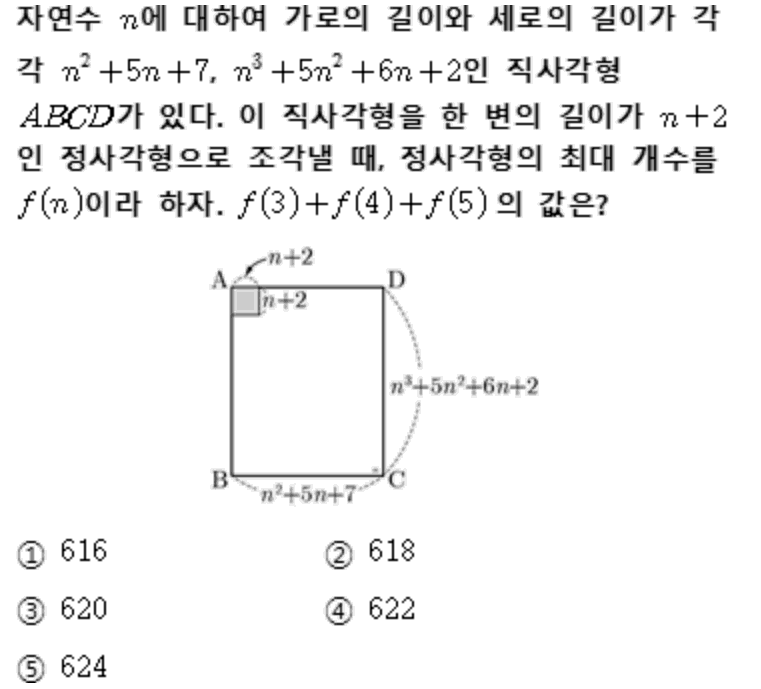 자연수 n에 대하여 가로의 길이와 세로의 길이가 각
각 n²+5n+7, n³+5n²+6n+2인 직사각형
ABCD가 있다. 이 직사각형을 한 변의 길이가 n+2
인 정사각형으로 조각낼 때, 정사각형의 최대 개수를
f(n)이라 하자. f(3)+f(4)+f(5)의 값은?
n+2
A D
n+2
n³+5n²+6n+2
B C
n²+5n+7
① 616 ② 618
③ 620 ④ 622
⑤ 624